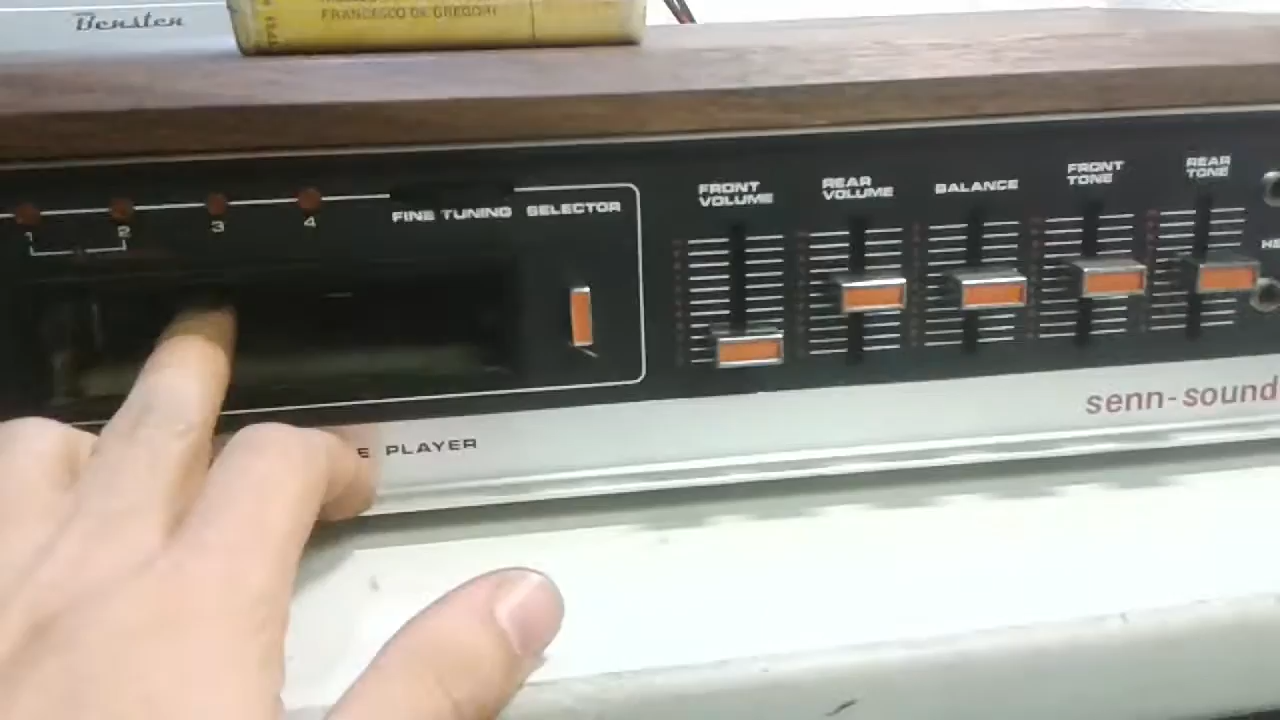 Bensten
FRANCESCO DE GREGORI
1
2
3
4
FINE TUNING
SELECTOR
FRONT
VOLUME
REAR
VOLUME
BALANCE
FRONT
TONE
REAR
TONE
E PLAYER
senn-sound